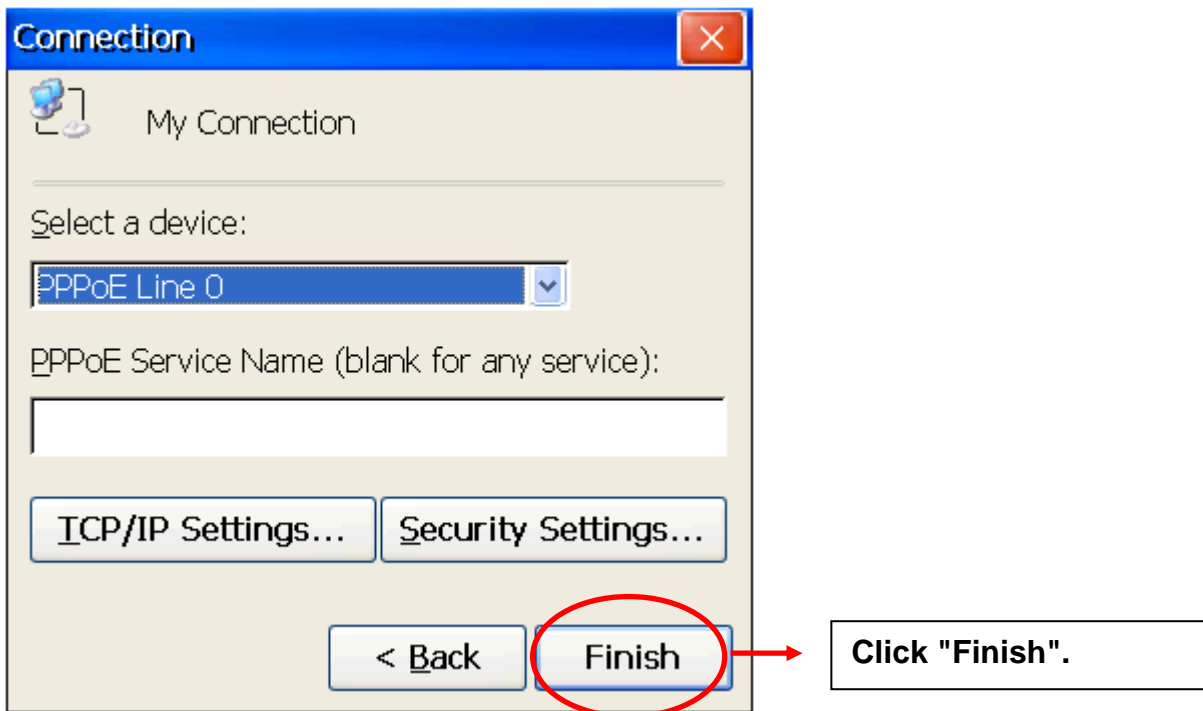 Connection
My Connection
Select a device:
PPPoE Line 0
PPPoE Service Name (blank for any service):
TCP/IP Settings...
Security Settings...
< Back
Finish
Click "Finish".